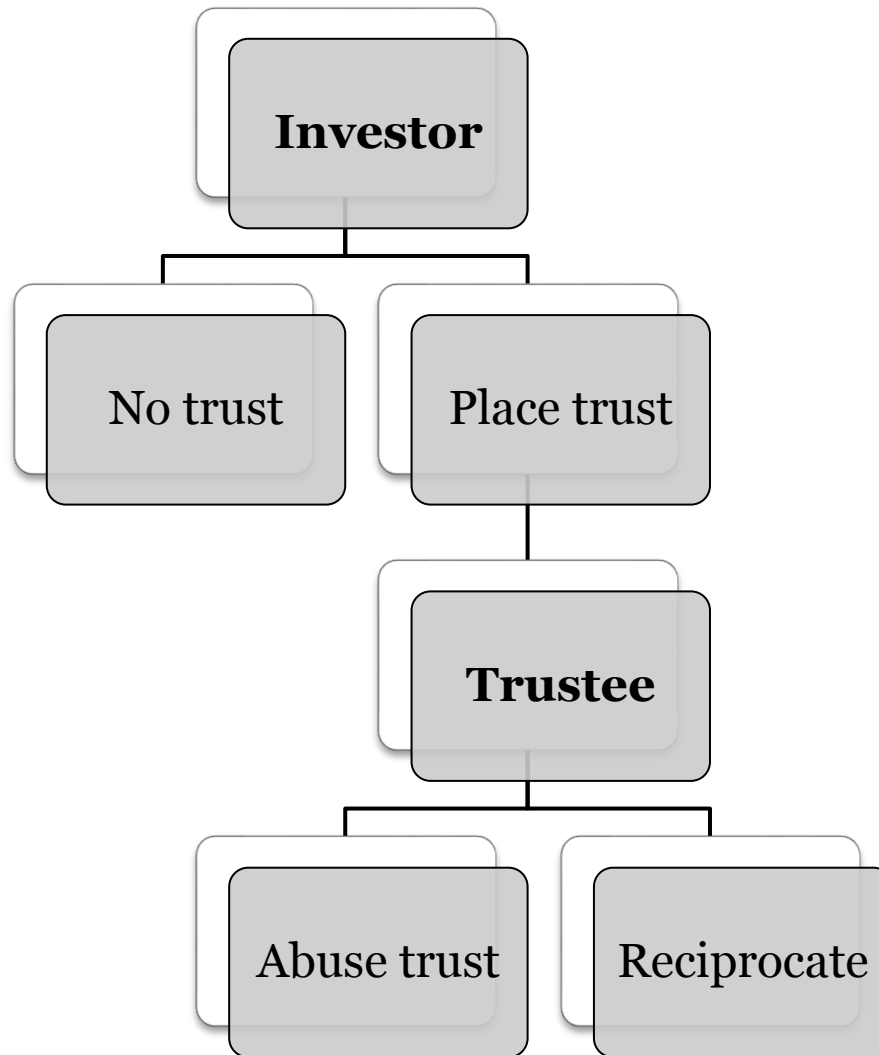 Investor
No trust
Place trust
Trustee
Abuse trust
Reciprocate